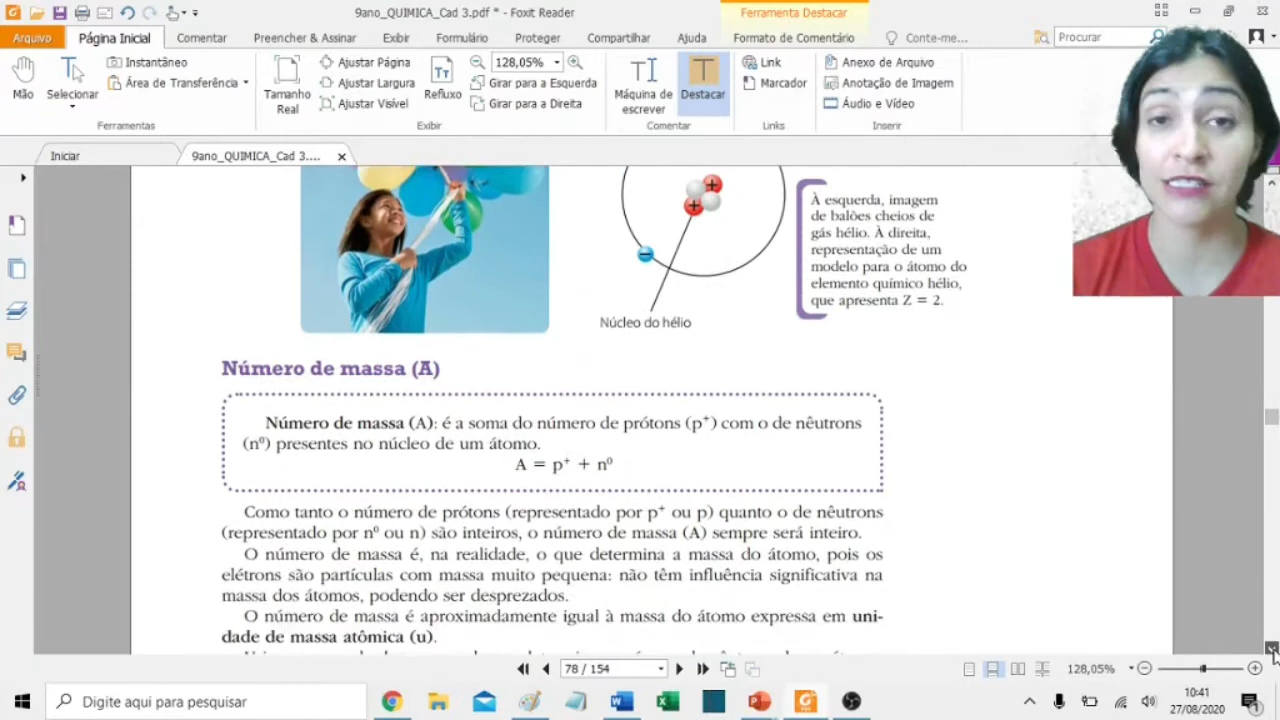 9ano_QUIMICA_Cad 3.pdf * - Foxit Reader
Ferramenta Destacar
Arquivo
Página Inicial
Comentar
Preencher & Assinar
Exibir
Formulário
Proteger
Compartilhar
Ajuda
Formato de Comentário
Conte-me...
Procurar
Mão
Selecionar
Instantâneo
Área de Transferência
Ferramentas
Tamanho
Real
Ajustar Página
Ajustar Largura
Ajustar Visível
Refluxo
128,05%
Girar para a Esquerda
Girar para a Direita
Exibir
Máquina de
escrever
Destacar
Comentar
Link
Marcador
Links
Anexo de Arquivo
Anotação de Imagem
Áudio e Vídeo
Inserir
Iniciar
9ano_QUIMICA_Cad 3....
Núcleo do hélio
À esquerda, imagem
de balões cheios de
gás hélio. À direita,
representação de um
modelo para o átomo do
elemento químico hélio,
que apresenta Z = 2.
Número de massa (A)
Número de massa (A): é a soma do número de prótons (p⁺) com o de nêutrons
(n⁰) presentes no núcleo de um átomo.
A = p⁺ + n⁰
Como tanto o número de prótons (representado por p⁺ ou p) quanto o de nêutrons
(representado por n⁰ ou n) são inteiros, o número de massa (A) sempre será inteiro.
O número de massa é, na realidade, o que determina a massa do átomo, pois os
elétrons são partículas com massa muito pequena: não têm influência significativa na
massa dos átomos, podendo ser desprezados.
O número de massa é aproximadamente igual à massa do átomo expressa em uni-
dade de massa atômica (u).
78 / 154
128,05%
Digite aqui para pesquisar
10:41
27/08/2020